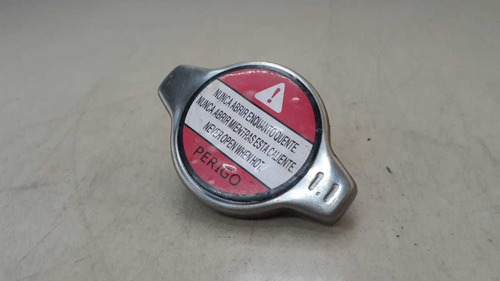 NUNCA ABRIR ENQUANTO QUENTE.
NUNCA ABRIR MIENTRAS ESTA CALIENTE
NEVER OPEN WHEN HOT.
PERIGO